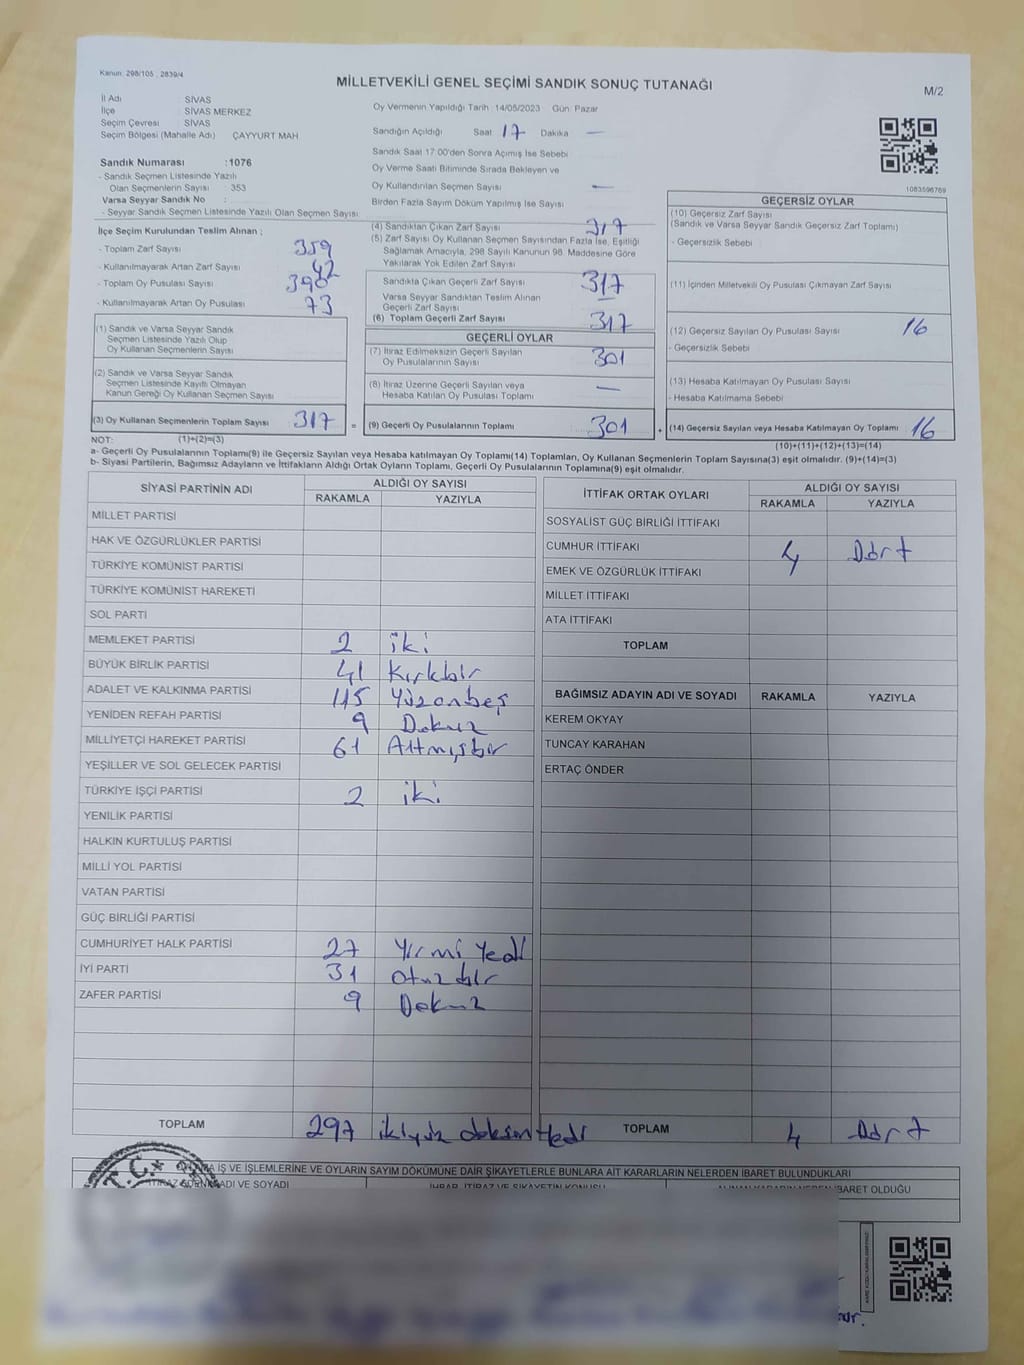 Kanun: 298/105 , 2839/4
MİLLETVEKİLİ GENEL SEÇİMİ SANDIK SONUÇ TUTANAĞI
M/2
İl Adı : SİVAS
İlçe : SİVAS MERKEZ
Seçim Çevresi : SİVAS
Seçim Bölgesi (Mahalle Adı) ÇAYYURT MAH
Sandık Numarası :1076
- Sandık Seçmen Listesinde Yazılı
Olan Seçmenlerin Sayısı : 353
Varsa Seyyar Sandık No :
- Seyyar Sandık Seçmen Listesinde Yazılı Olan Seçmen Sayısı:
Oy Vermenin Yapıldığı Tarih : 14/05/2023 Gün: Pazar
Sandığın Açıldığı Saat 17 Dakika —
Sandık Saat 17:00'den Sonra Açılmış İse Sebebi
Oy Verme Saati Bitiminde Sırada Bekleyen ve
Oy Kullandırılan Seçmen Sayısı —
Birden Fazla Sayım Döküm Yapılmış İse Sayısı
1083596769
İlçe Seçim Kurulundan Teslim Alınan ;
- Toplam Zarf Sayısı 359
- Kullanılmayarak Artan Zarf Sayısı 42
- Toplam Oy Pusulası Sayısı 390
- Kullanılmayarak Artan Oy Pusulası 73
(1) Sandık ve Varsa Seyyar Sandık
Seçmen Listesinde Yazılı Olup
Oy Kullanan Seçmenlerin Sayısı
(2) Sandık ve Varsa Seyyar Sandık
Seçmen Listesinde Kayıtlı Olmayan
Kanun Gereği Oy Kullanan Seçmen Sayısı
(3) Oy Kullanan Seçmenlerin Toplam Sayısı 317 =
(4) Sandıktan Çıkan Zarf Sayısı 317
(5) Zarf Sayısı Oy Kullanan Seçmen Sayısından Fazla İse, Eşitliği
Sağlamak Amacıyla, 298 Sayılı Kanunun 98. Maddesine Göre
Yakılarak Yok Edilen Zarf Sayısı
Sandıkta Çıkan Geçerli Zarf Sayısı 317
Varsa Seyyar Sandıktan Teslim Alınan
Geçerli Zarf Sayısı —
(6) Toplam Geçerli Zarf Sayısı 317
GEÇERLİ OYLAR
(7) İtiraz Edilmeksizin Geçerli Sayılan
Oy Pusulalarının Sayısı 301
(8) İtiraz Üzerine Geçerli Sayılan veya
Hesaba Katılan Oy Pusulası Toplamı —
(9) Geçerli Oy Pusulalarının Toplamı 301 +
GEÇERSİZ OYLAR
(10) Geçersiz Zarf Sayısı
(Sandık ve Varsa Seyyar Sandık Geçersiz Zarf Toplamı)
- Geçersizlik Sebebi
(11) İçinden Milletvekili Oy Pusulası Çıkmayan Zarf Sayısı
(12) Geçersiz Sayılan Oy Pusulası Sayısı : 16
- Geçersizlik Sebebi
(13) Hesaba Katılmayan Oy Pusulası Sayısı
- Hesaba Katılmama Sebebi
(14) Geçersiz Sayılan veya Hesaba Katılmayan Oy Toplamı : 16
NOT: (1)+(2)=(3)
(10)+(11)+(12)+(13)=(14)
a- Geçerli Oy Pusulalarının Toplamı(9) ile Geçersiz Sayılan veya Hesaba katılmayan Oy Toplamı(14) Toplamları, Oy Kullanan Seçmenlerin Toplam Sayısına(3) eşit olmalıdır. (9)+(14)=(3)
b- Siyasi Partilerin, Bağımsız Adayların ve İttifakların Aldığı Ortak Oyların Toplamı, Geçerli Oy Pusulalarının Toplamına(9) eşit olmalıdır.
SİYASİ PARTİNİN ADI ALDIĞI OY SAYISI
RAKAMLA YAZIYLA
MİLLET PARTİSİ
HAK VE ÖZGÜRLÜKLER PARTİSİ
TÜRKİYE KOMÜNİST PARTİSİ
TÜRKİYE KOMÜNİST HAREKETİ
SOL PARTİ
MEMLEKET PARTİSİ 2 iki
BÜYÜK BİRLİK PARTİSİ 41 Kırkbir
ADALET VE KALKINMA PARTİSİ 115 Yüzonbeş
YENİDEN REFAH PARTİSİ 9 Dokuz
MİLLİYETÇİ HAREKET PARTİSİ 61 Altmışbir
YEŞİLLER VE SOL GELECEK PARTİSİ
TÜRKİYE İŞÇİ PARTİSİ 2 iki
YENİLİK PARTİSİ
HALKIN KURTULUŞ PARTİSİ
MİLLİ YOL PARTİSİ
VATAN PARTİSİ
GÜÇ BİRLİĞİ PARTİSİ
CUMHURİYET HALK PARTİSİ 27 Yirmi Yedi
İYİ PARTİ 31 Otuzbir
ZAFER PARTİSİ 9 Dokuz
TOPLAM 297 ikiyüz doksan Yedi
İTTİFAK ORTAK OYLARI ALDIĞI OY SAYISI
RAKAMLA YAZIYLA
SOSYALİST GÜÇ BİRLİĞİ İTTİFAKI
CUMHUR İTTİFAKI 4 Dört
EMEK VE ÖZGÜRLÜK İTTİFAKI
MİLLET İTTİFAKI
ATA İTTİFAKI
TOPLAM
BAĞIMSIZ ADAYIN ADI VE SOYADI RAKAMLA YAZIYLA
KEREM OKYAY
TUNCAY KARAHAN
ERTAÇ ÖNDER
TOPLAM 4 Dört
İŞ VE İŞLEMLERİNE VE OYLARIN SAYIM DÖKÜMÜNE DAİR ŞİKAYETLERLE BUNLARA AİT KARARLARIN NELERDEN İBARET BULUNDUKLARI
ADI VE SOYADI
İHBAR, İTİRAZ VE ŞİKAYETİN KONUSU
ALINAN KARARIN NEDEN İBARET OLDUĞU
T.C.